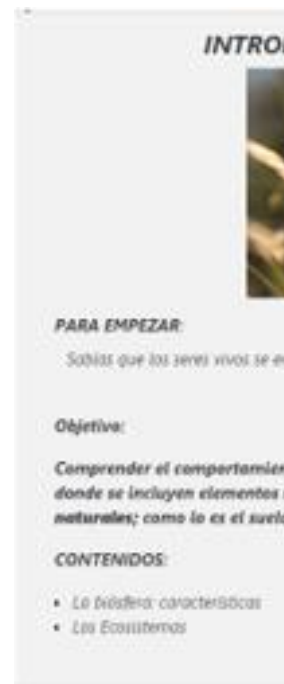 INTRO
PARA EMPEZAR:
Sabías que los seres vivos se e
Objetivo:
Comprender el comportamien
donde se incluyen elementos
naturales; como lo es el suel
CONTENIDOS:
• La biósfera: características
• Los Ecosistemas